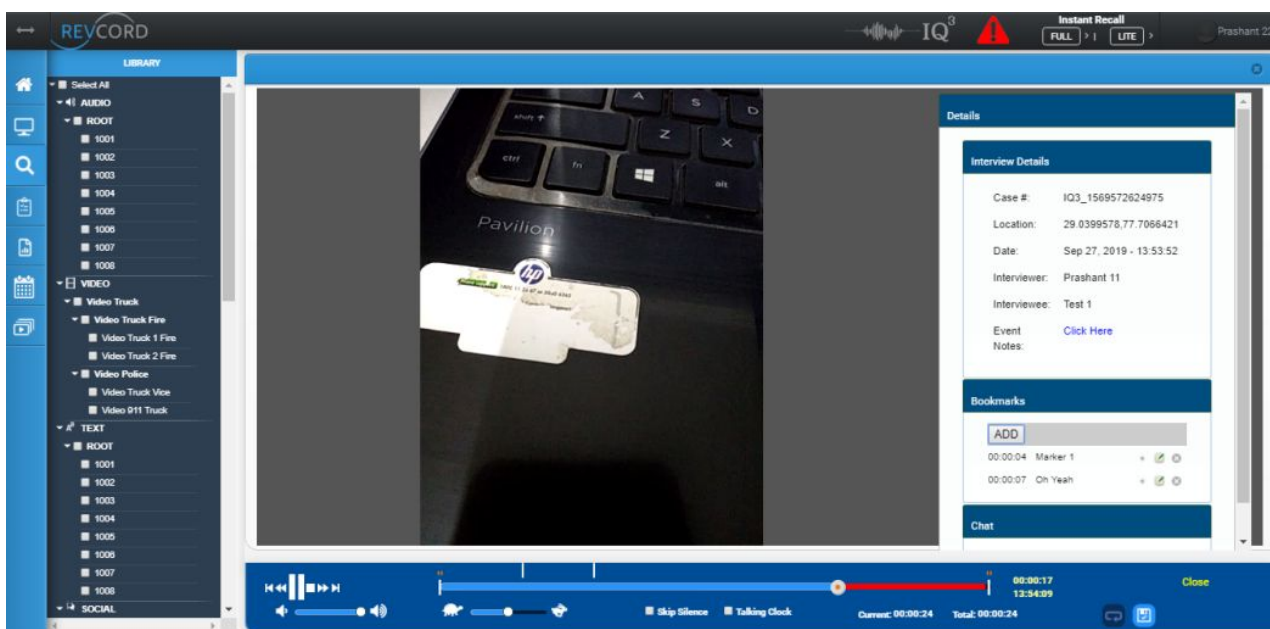 REVCORD
IQ3
Instant Recall
FULL
LITE
Prashant 22
LIBRARY
Select All
AUDIO
ROOT
1001
1002
1003
1004
1005
1006
1007
1008
VIDEO
Video Truck
Video Truck Fire
Video Truck 1 Fire
Video Truck 2 Fire
Video Police
Video Truck Vice
Video 911 Truck
TEXT
ROOT
1001
1002
1003
1004
1005
1006
1007
1008
SOCIAL
A S D
shift
Z X
ctrl fn alt
Pavilion
hp
Details
Interview Details
Case #: IQ3_1569572624975
Location: 29.0399578,77.7066421
Date: Sep 27, 2019 - 13:53:52
Interviewer: Prashant 11
Interviewee: Test 1
Event Click Here
Notes:
Bookmarks
ADD
00:00:04 Marker 1
00:00:07 Oh Yeah
Chat
00:00:17
13:54:09
Close
Skip Silence Talking Clock Current: 00:00:24 Total: 00:00:24